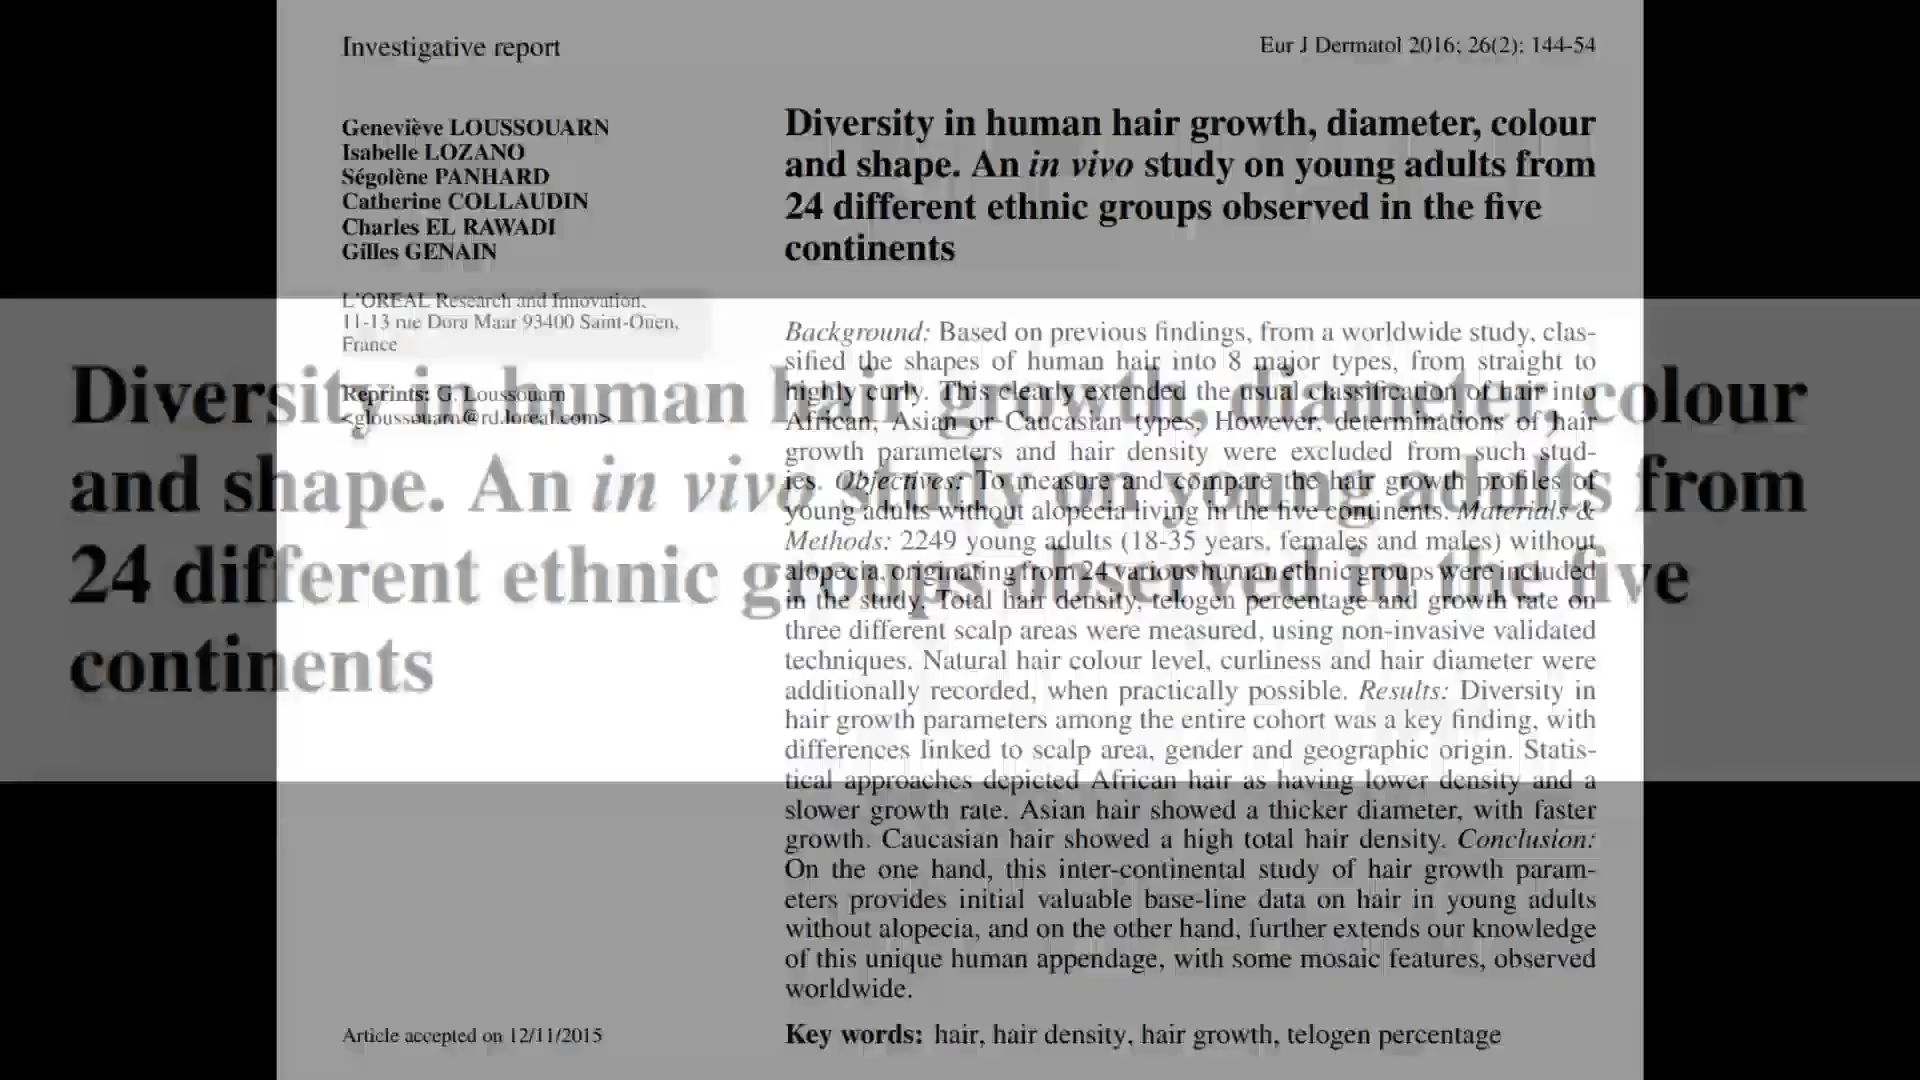 Investigative report
Eur J Dermatol 2016; 26(2): 144-54
Geneviève LOUSSOUARN
Isabelle LOZANO
Ségolène PANHARD
Catherine COLLAUDIN
Charles EL RAWADI
Gilles GENAIN
L'OREAL Research and Innovation,
11-13 rue Dora Maar 93400 Saint-Ouen,
France
Reprints: G. Loussouarn
<gloussouarn@rd.loreal.com>
Article accepted on 12/11/2015
Diversity in human hair growth, diameter, colour
and shape. An in vivo study on young adults from
24 different ethnic groups observed in the five
continents
Background: Based on previous findings, from a worldwide study, clas-
sified the shapes of human hair into 8 major types, from straight to
highly curly. This clearly extended the usual classification of hair into
African, Asian or Caucasian types. However, determinations of hair
growth parameters and hair density were excluded from such stud-
ies. Objectives: To measure and compare the hair growth profiles of
young adults without alopecia living in the five continents. Materials &
Methods: 2249 young adults (18-35 years, females and males) without
alopecia, originating from 24 various human ethnic groups were included
in the study. Total hair density, telogen percentage and growth rate on
three different scalp areas were measured, using non-invasive validated
techniques. Natural hair colour level, curliness and hair diameter were
additionally recorded, when practically possible. Results: Diversity in
hair growth parameters among the entire cohort was a key finding, with
differences linked to scalp area, gender and geographic origin. Statis-
tical approaches depicted African hair as having lower density and a
slower growth rate. Asian hair showed a thicker diameter, with faster
growth. Caucasian hair showed a high total hair density. Conclusion:
On the one hand, this inter-continental study of hair growth param-
eters provides initial valuable base-line data on hair in young adults
without alopecia, and on the other hand, further extends our knowledge
of this unique human appendage, with some mosaic features, observed
worldwide.
Key words: hair, hair density, hair growth, telogen percentage
Diversity in human hair growth, diameter, colour
and shape. An in vivo study on young adults from
24 different ethnic groups observed in the five
continents